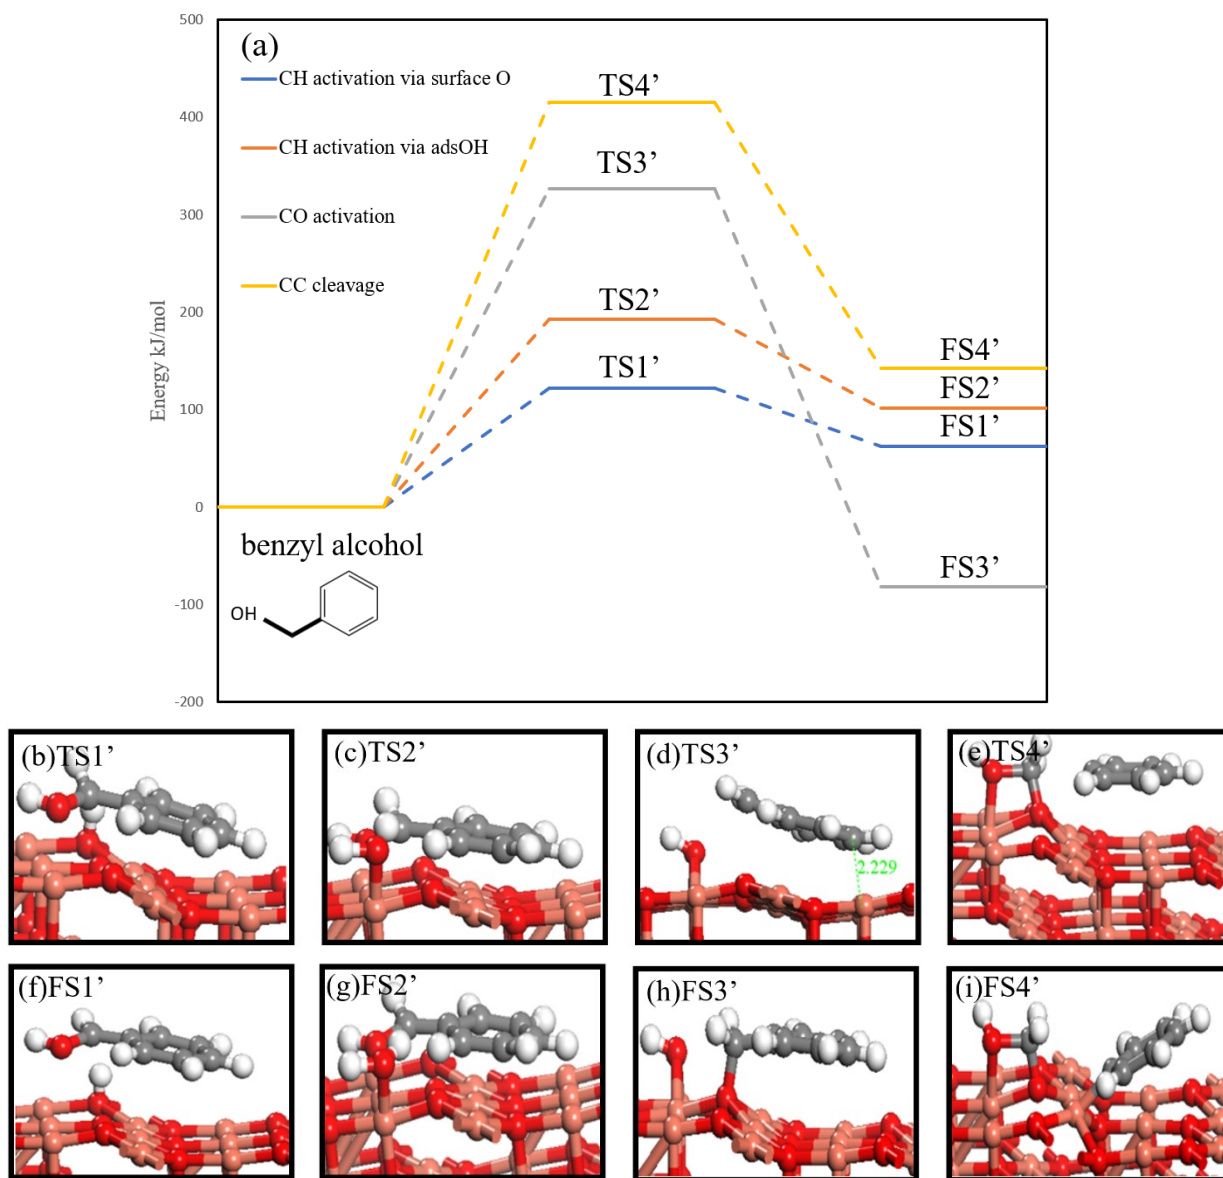 (a)
500
400
300
200
100
0
-100
-200
Energy kJ/mol
CH activation via surface O
CH activation via adsOH
CO activation
CC cleavage
TS4’
TS3’
TS2’
TS1’
FS4’
FS2’
FS1’
FS3’
benzyl alcohol
OH
(b)TS1’
(c)TS2’
(d)TS3’
2.229
(e)TS4’
(f)FS1’
(g)FS2’
(h)FS3’
(i)FS4’